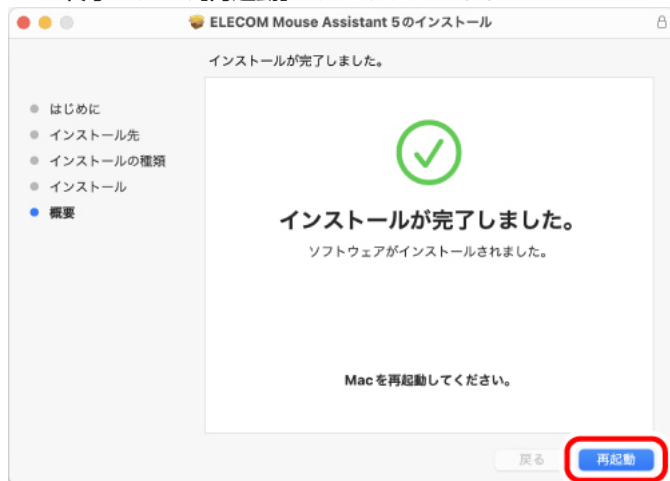 ELECOM Mouse Assistant 5のインストール
インストールが完了しました。
はじめに
インストール先
インストールの種類
インストール
概要
インストールが完了しました。
ソフトウェアがインストールされました。
Macを再起動してください。
戻る
再起動